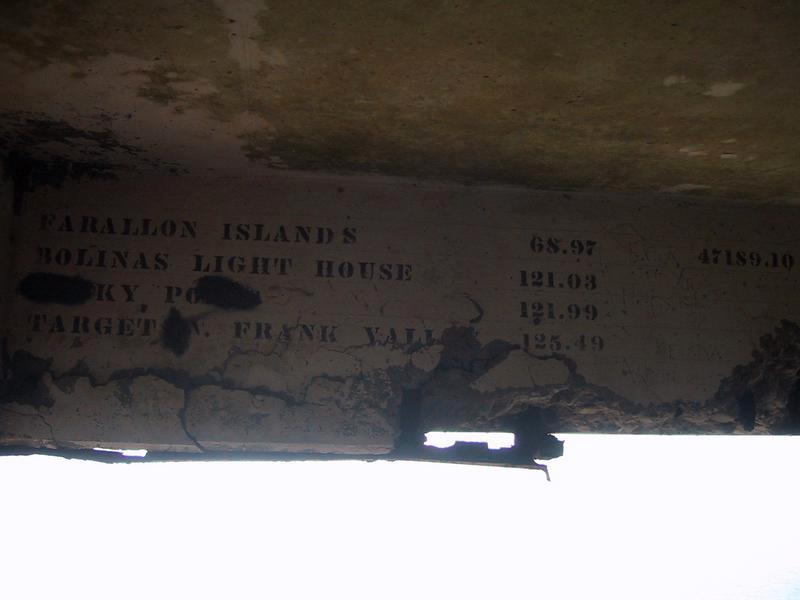 FARALLON ISLANDS 68.97 47189.10
BOLINAS LIGHT HOUSE 121.03
KY PO 121.99
TARGET N. FRANK VALL 125.49